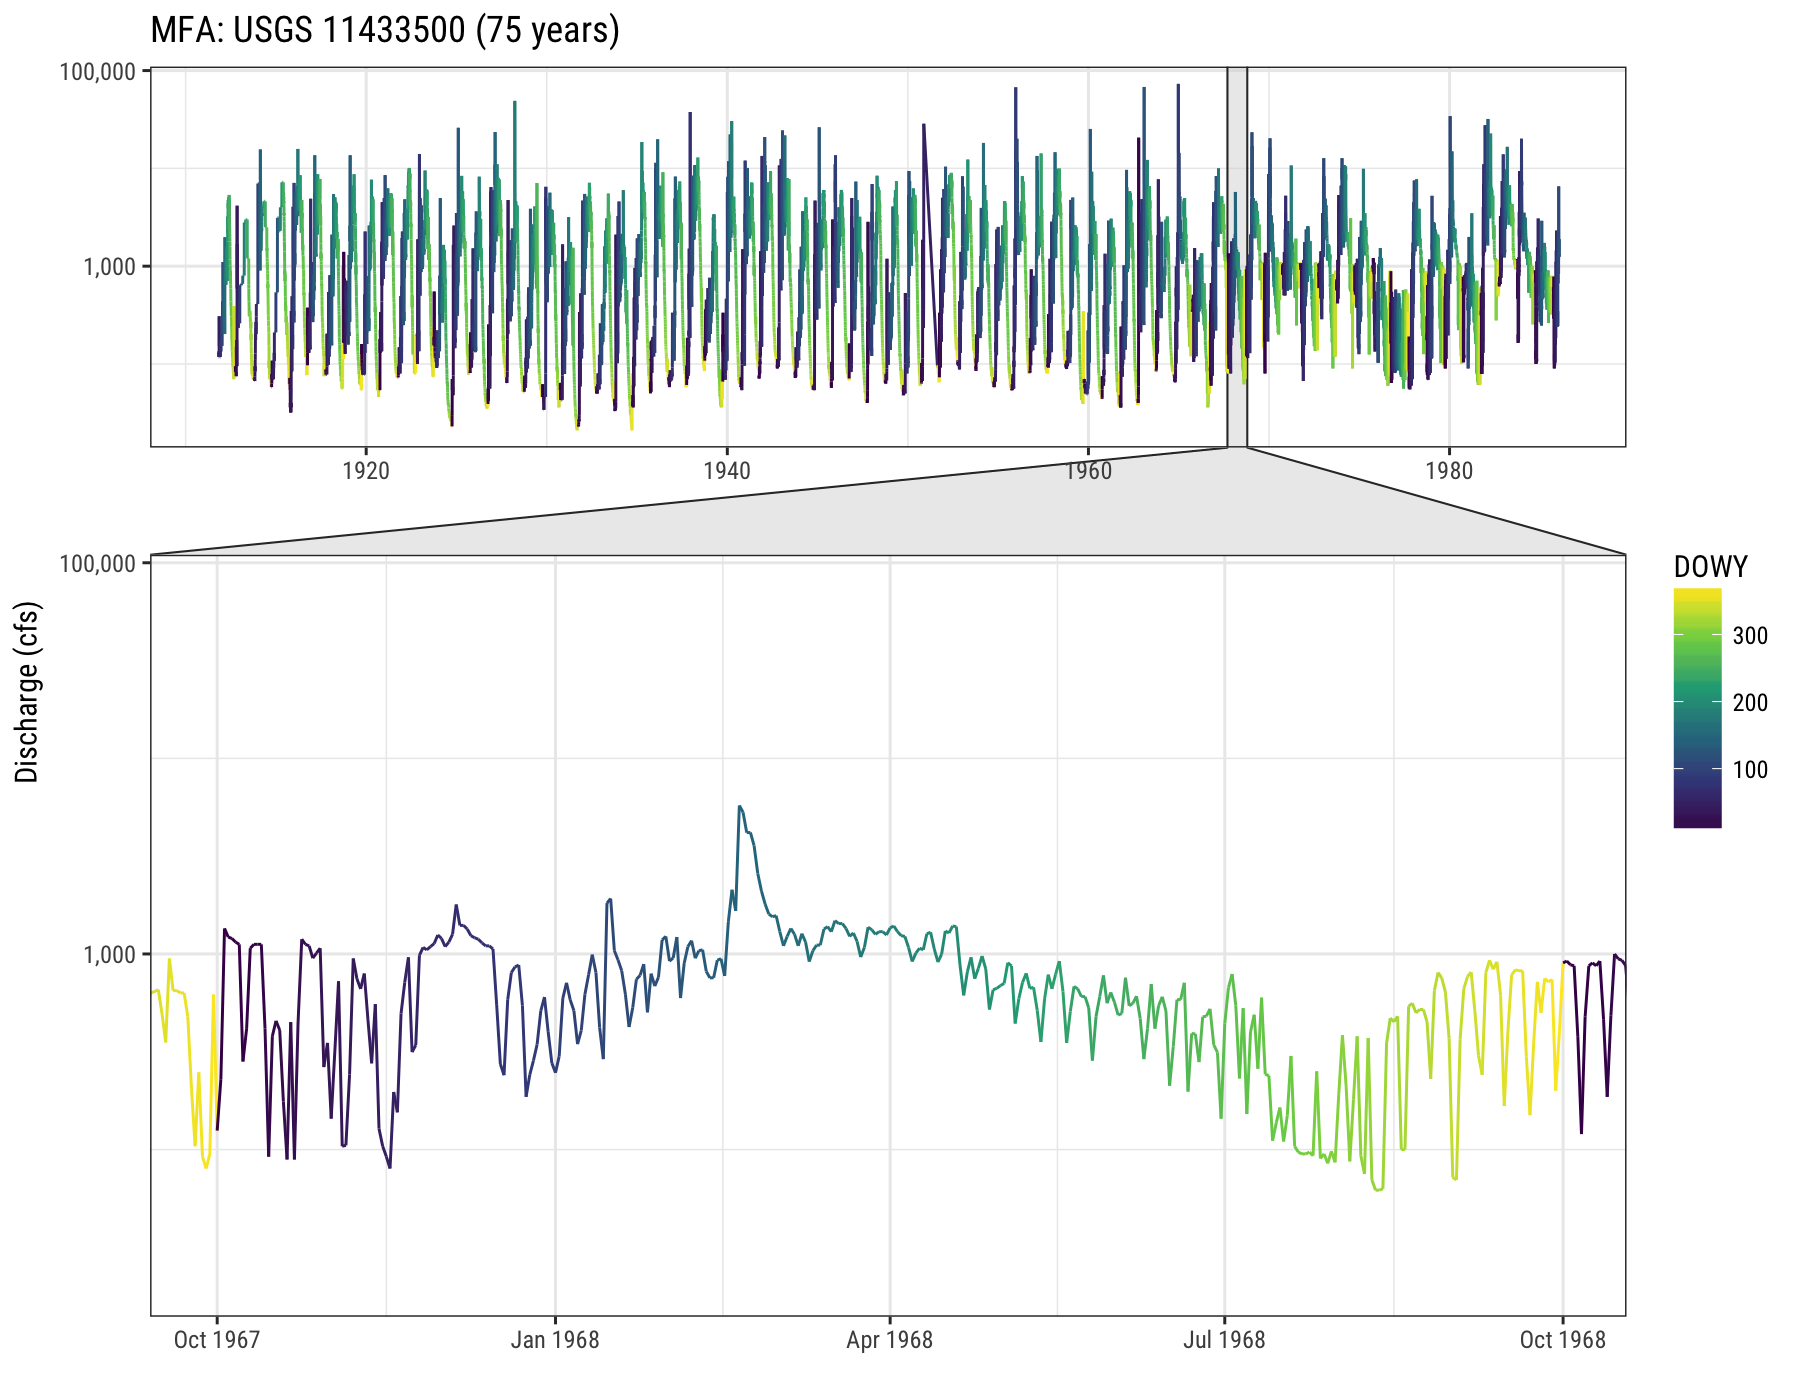 MFA: USGS 11433500 (75 years)
100,000
1,000
1920 1940 1960 1980
Discharge (cfs)
100,000
1,000
Oct 1967 Jan 1968 Apr 1968 Jul 1968 Oct 1968
DOWY
300
200
100